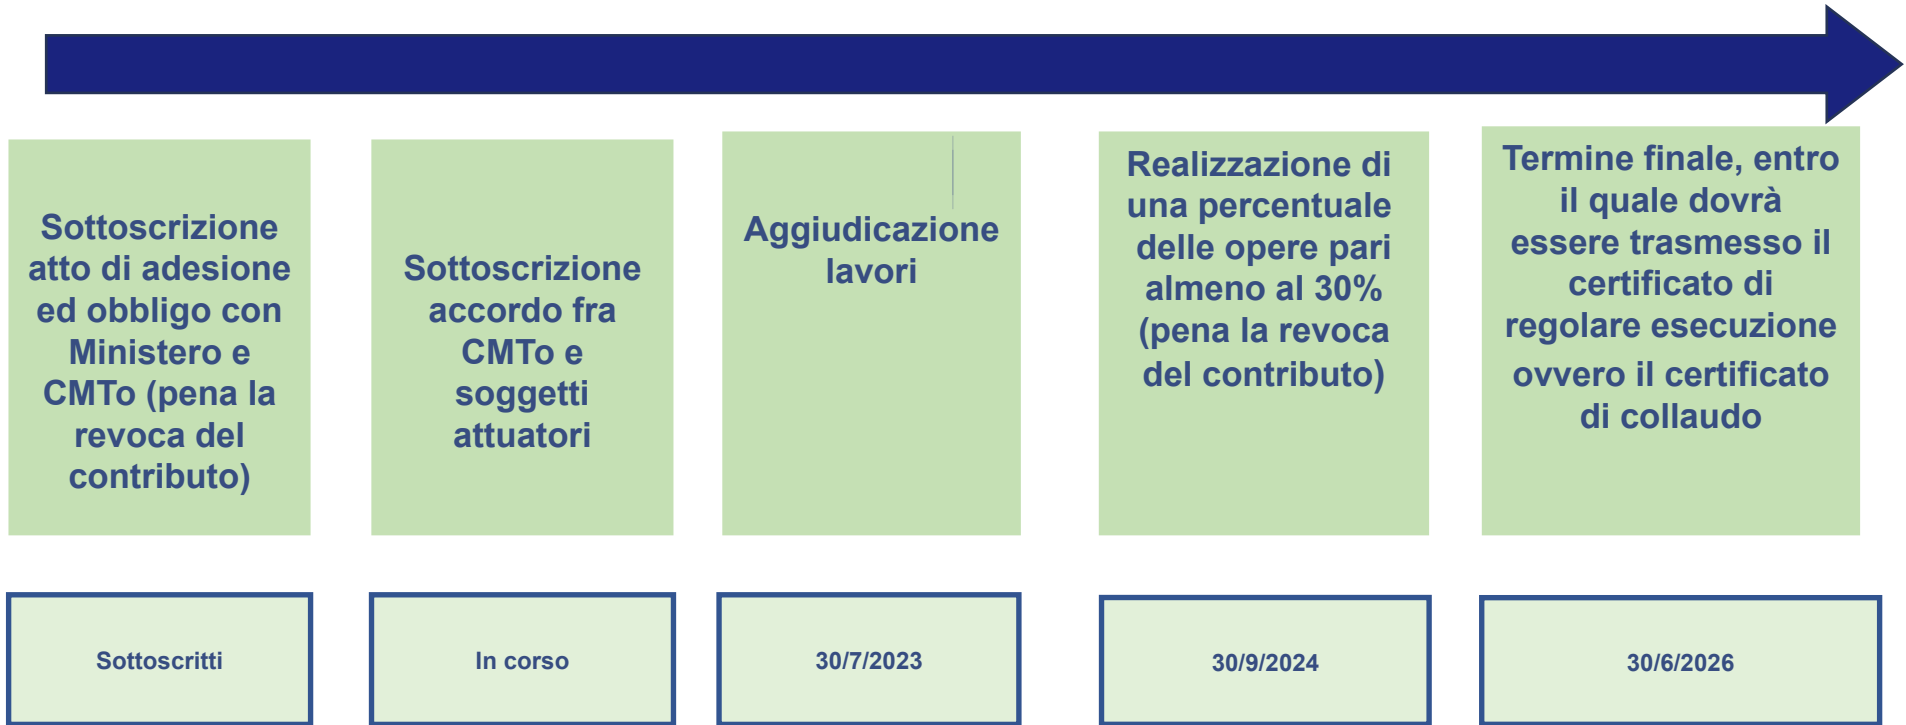 Sottoscrizione
atto di adesione
ed obbligo con
Ministero e
CMTo (pena la
revoca del
contributo)
Sottoscrizione
accordo fra
CMTo e
soggetti
attuatori
Aggiudicazione
lavori
Realizzazione di
una percentuale
delle opere pari
almeno al 30%
(pena la revoca
del contributo)
Termine finale, entro
il quale dovrà
essere trasmesso il
certificato di
regolare esecuzione
ovvero il certificato
di collaudo
Sottoscritti
In corso
30/7/2023
30/9/2024
30/6/2026